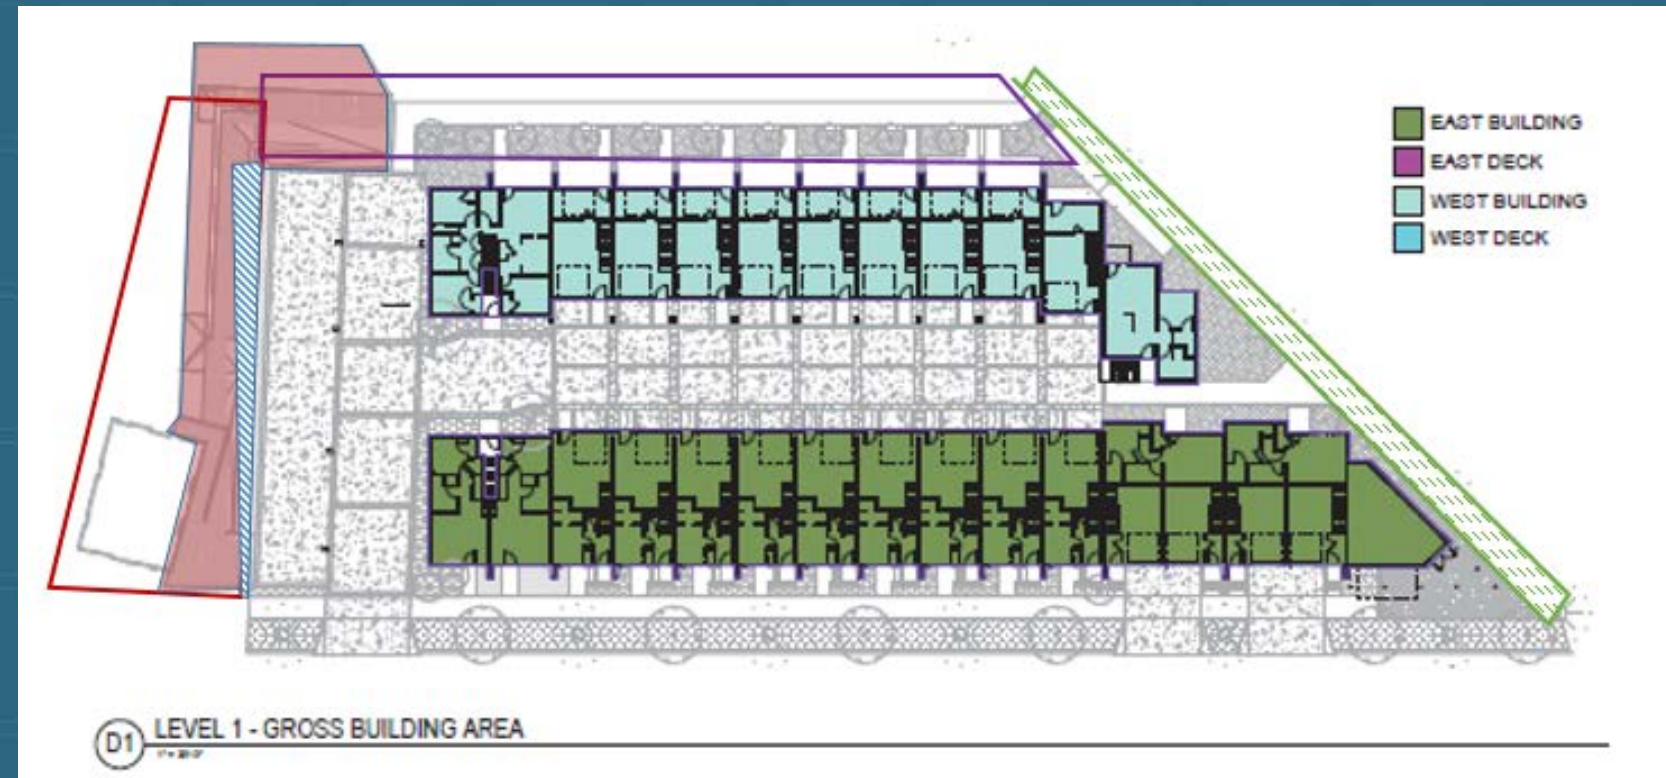 EAST BUILDING
EAST DECK
WEST BUILDING
WEST DECK
D1
LEVEL 1 - GROSS BUILDING AREA